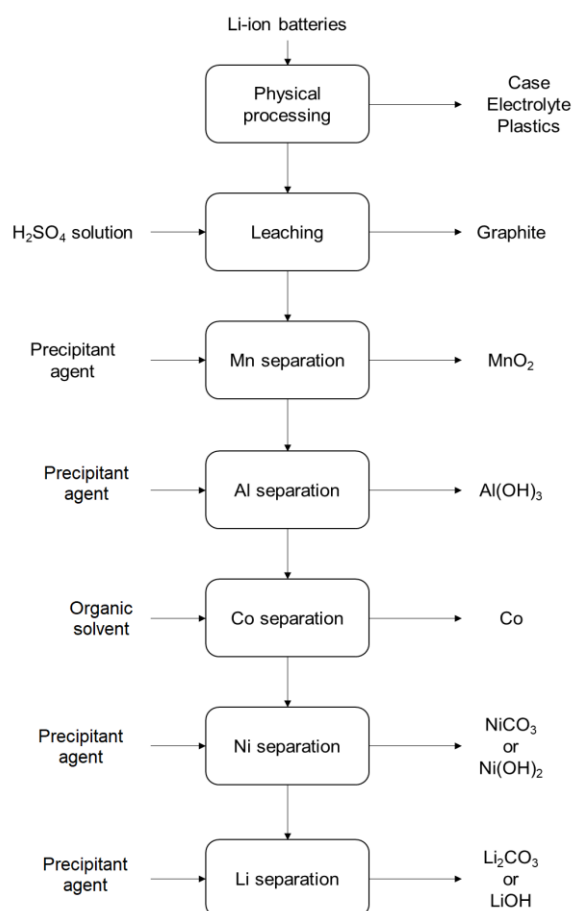 Li-ion batteries
Physical
processing
Case
Electrolyte
Plastics
H₂SO₄ solution
Leaching
Graphite
Precipitant
agent
Mn separation
MnO₂
Precipitant
agent
Al separation
Al(OH)₃
Organic
solvent
Co separation
Co
Precipitant
agent
Ni separation
NiCO₃
or
Ni(OH)₂
Precipitant
agent
Li separation
Li₂CO₃
or
LiOH